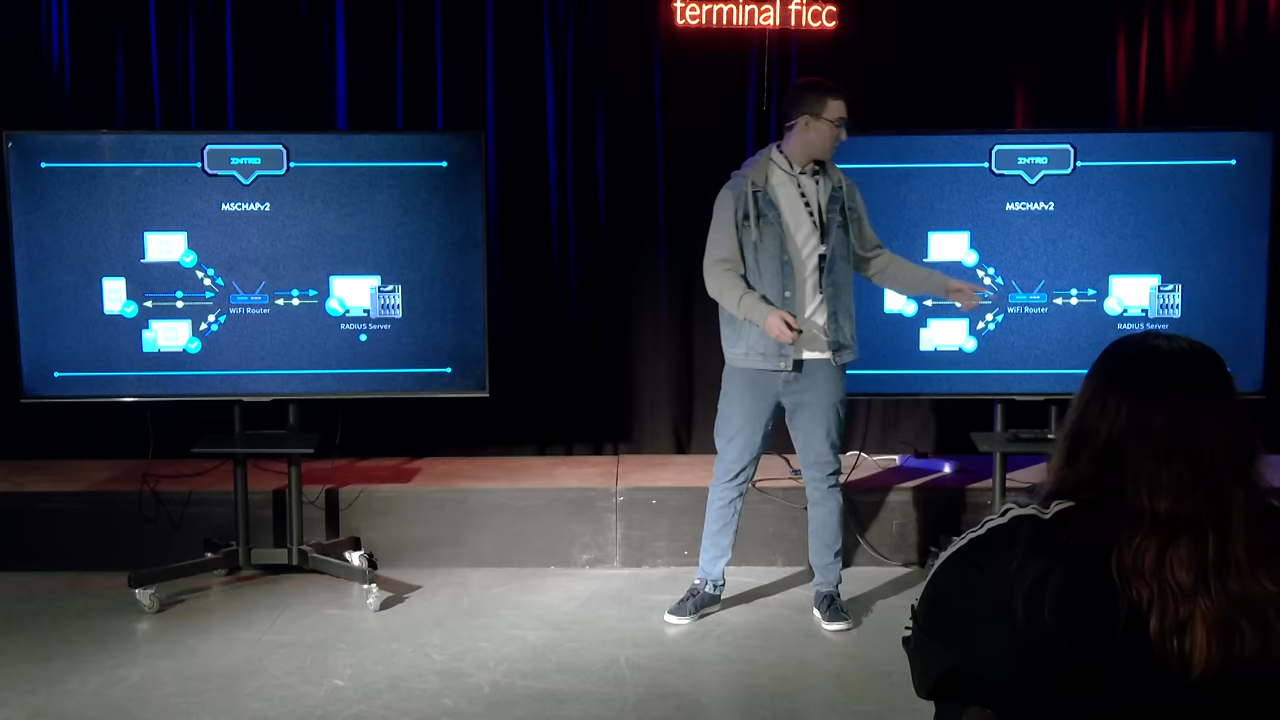 terminal ficc
INTRO
MSCHAPv2
WiFi Router
RADIUS Server
INTRO
MSCHAPv2
WiFi Router
RADIUS Server